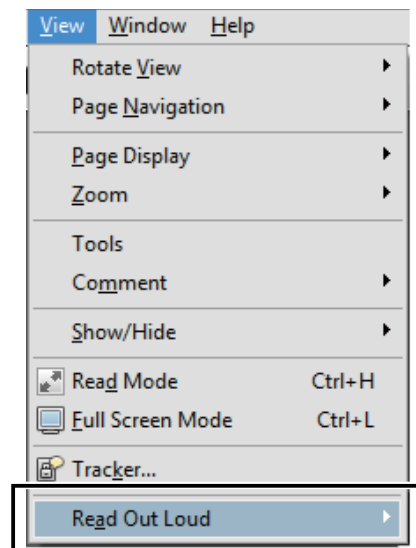 View Window Help
Rotate View
Page Navigation
Page Display
Zoom
Tools
Comment
Show/Hide
Read Mode Ctrl+H
Full Screen Mode Ctrl+L
Tracker...
Read Out Loud